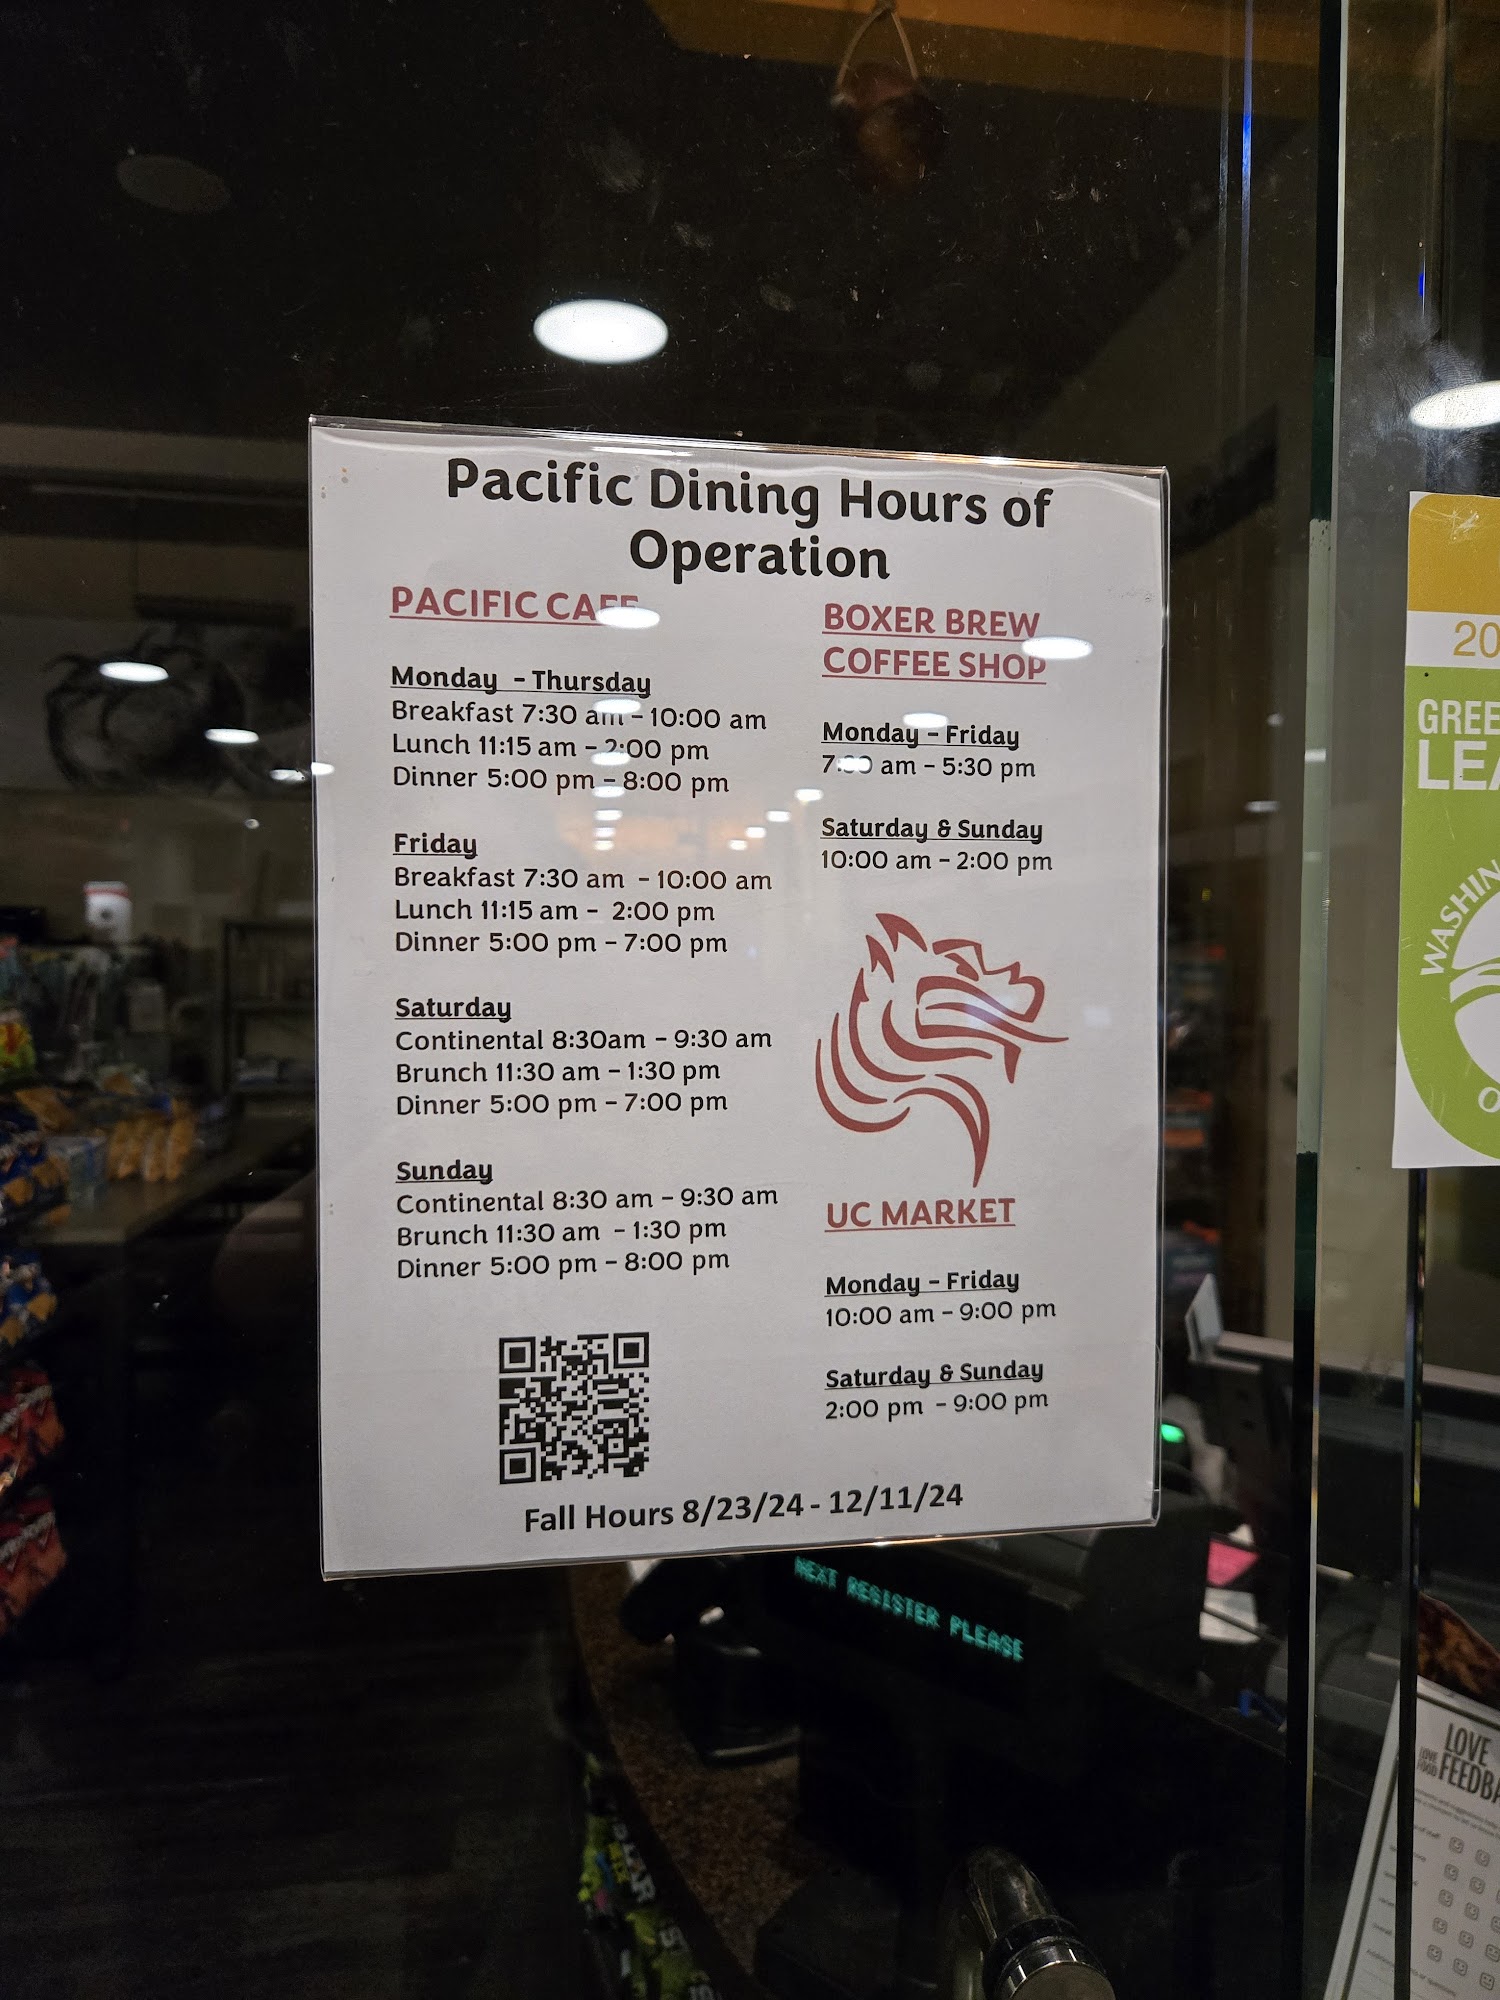 Pacific Dining Hours of
Operation
PACIFIC CAFE
Monday - Thursday
Breakfast 7:30 am - 10:00 am
Lunch 11:15 am - 2:00 pm
Dinner 5:00 pm - 8:00 pm
Friday
Breakfast 7:30 am - 10:00 am
Lunch 11:15 am - 2:00 pm
Dinner 5:00 pm - 7:00 pm
Saturday
Continental 8:30am - 9:30 am
Brunch 11:30 am - 1:30 pm
Dinner 5:00 pm - 7:00 pm
Sunday
Continental 8:30 am - 9:30 am
Brunch 11:30 am - 1:30 pm
Dinner 5:00 pm - 8:00 pm
BOXER BREW
COFFEE SHOP
Monday - Friday
am - 5:30 pm
Saturday & Sunday
10:00 am - 2:00 pm
UC MARKET
Monday - Friday
10:00 am - 9:00 pm
Saturday & Sunday
2:00 pm - 9:00 pm
Fall Hours 8/23/24 - 12/11/24
NEXT REGISTER PLEASE
20
LOVE
LOVE
FOOD